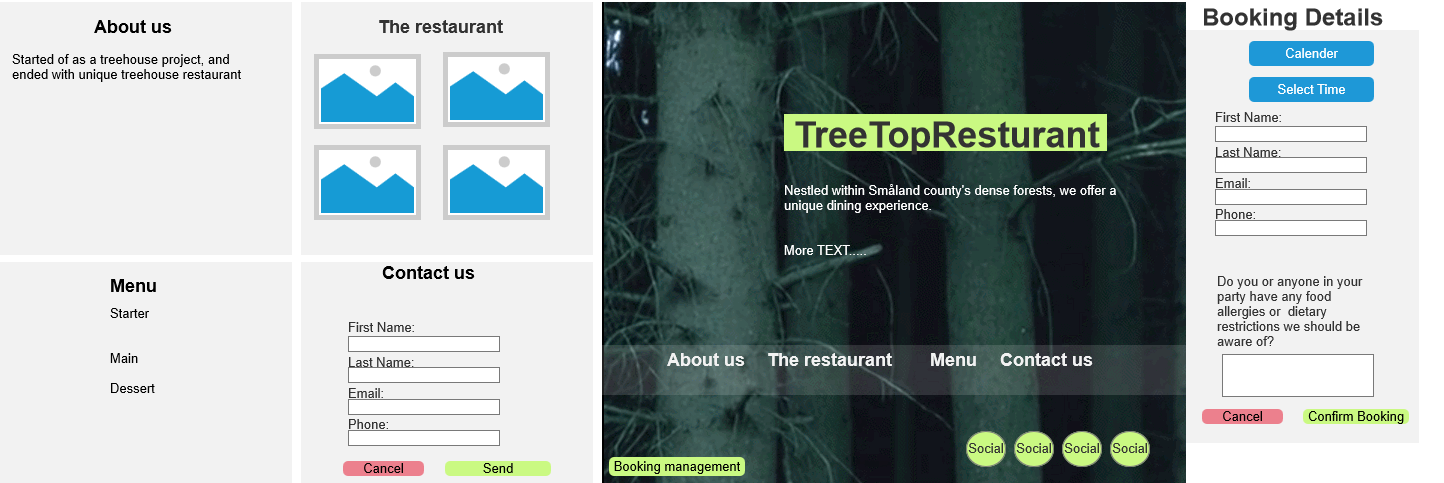 About us
Started of as a treehouse project, and
ended with unique treehouse restaurant
The restaurant
Menu
Starter
Main
Dessert
Contact us
First Name:
Last Name:
Email:
Phone:
Cancel
Send
TreeTopResturant
Nestled within Småland county's dense forests, we offer a
unique dining experience.
More TEXT.....
About us
The restaurant
Menu
Contact us
Social
Social
Social
Social
Booking management
Booking Details
Calender
Select Time
First Name:
Last Name:
Email:
Phone:
Do you or anyone in your
party have any food
allergies or  dietary
restrictions we should be
aware of?
Cancel
Confirm Booking